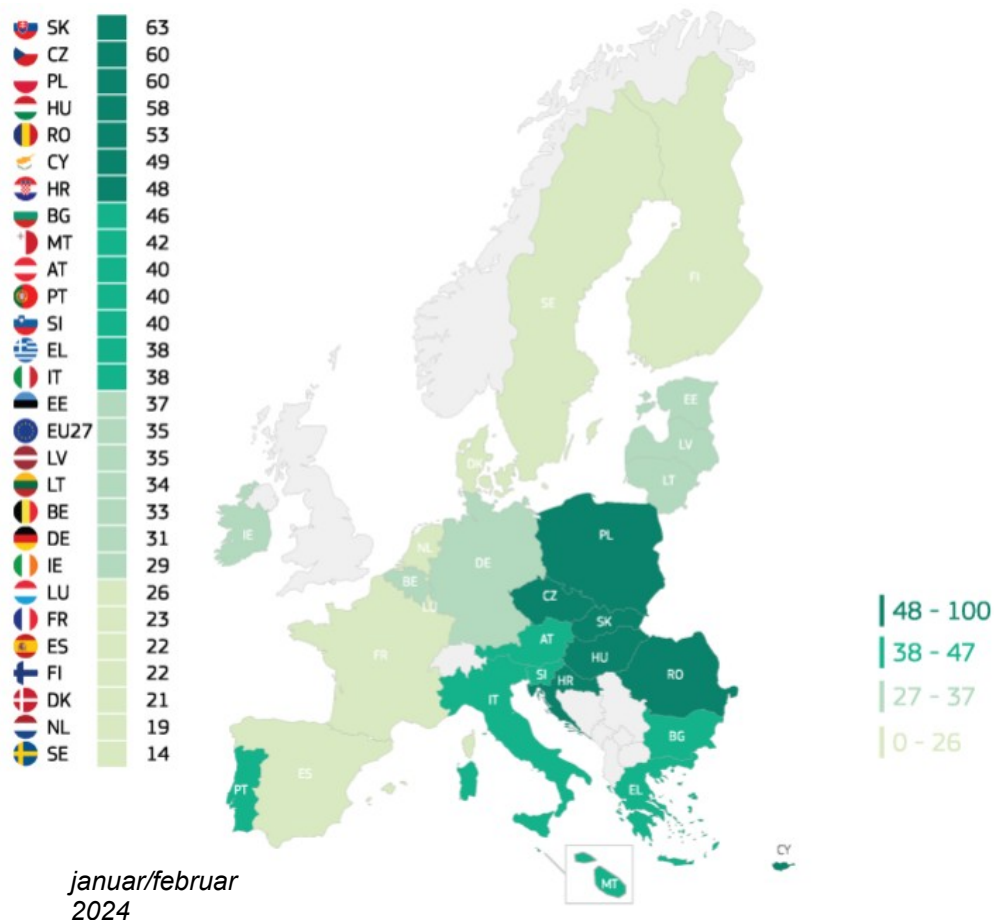 SK 63
CZ 60
PL 60
HU 58
RO 53
CY 49
HR 48
BG 46
MT 42
AT 40
PT 40
SI 40
EL 38
IT 38
EE 37
EU27 35
LV 35
LT 34
BE 33
DE 31
IE 29
LU 26
FR 23
ES 22
FI 22
DK 21
NL 19
SE 14
FI
SE
EE
LV
LT
DK
IE
PL
NL
DE
BE
LU
CZ
SK
AT
FR
HU
SI
HR
RO
IT
BG
ES
PT
EL
CY
MT
48 - 100
38 - 47
27 - 37
0 - 26
januar/februar
2024